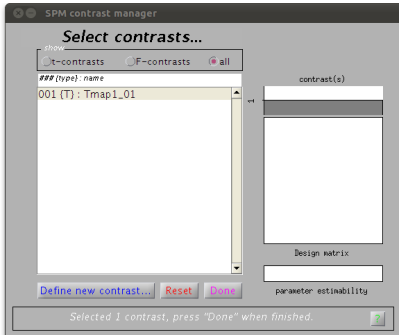 SPM contrast manager
Select contrasts...
show
t-contrasts
F-contrasts
all
### {type} : name
001 {T} : Tmap1_01
contrast(s)
1
Design matrix
Define new contrast...
Reset
Done
parameter estimability
Selected 1 contrast, press "Done" when finished.
?